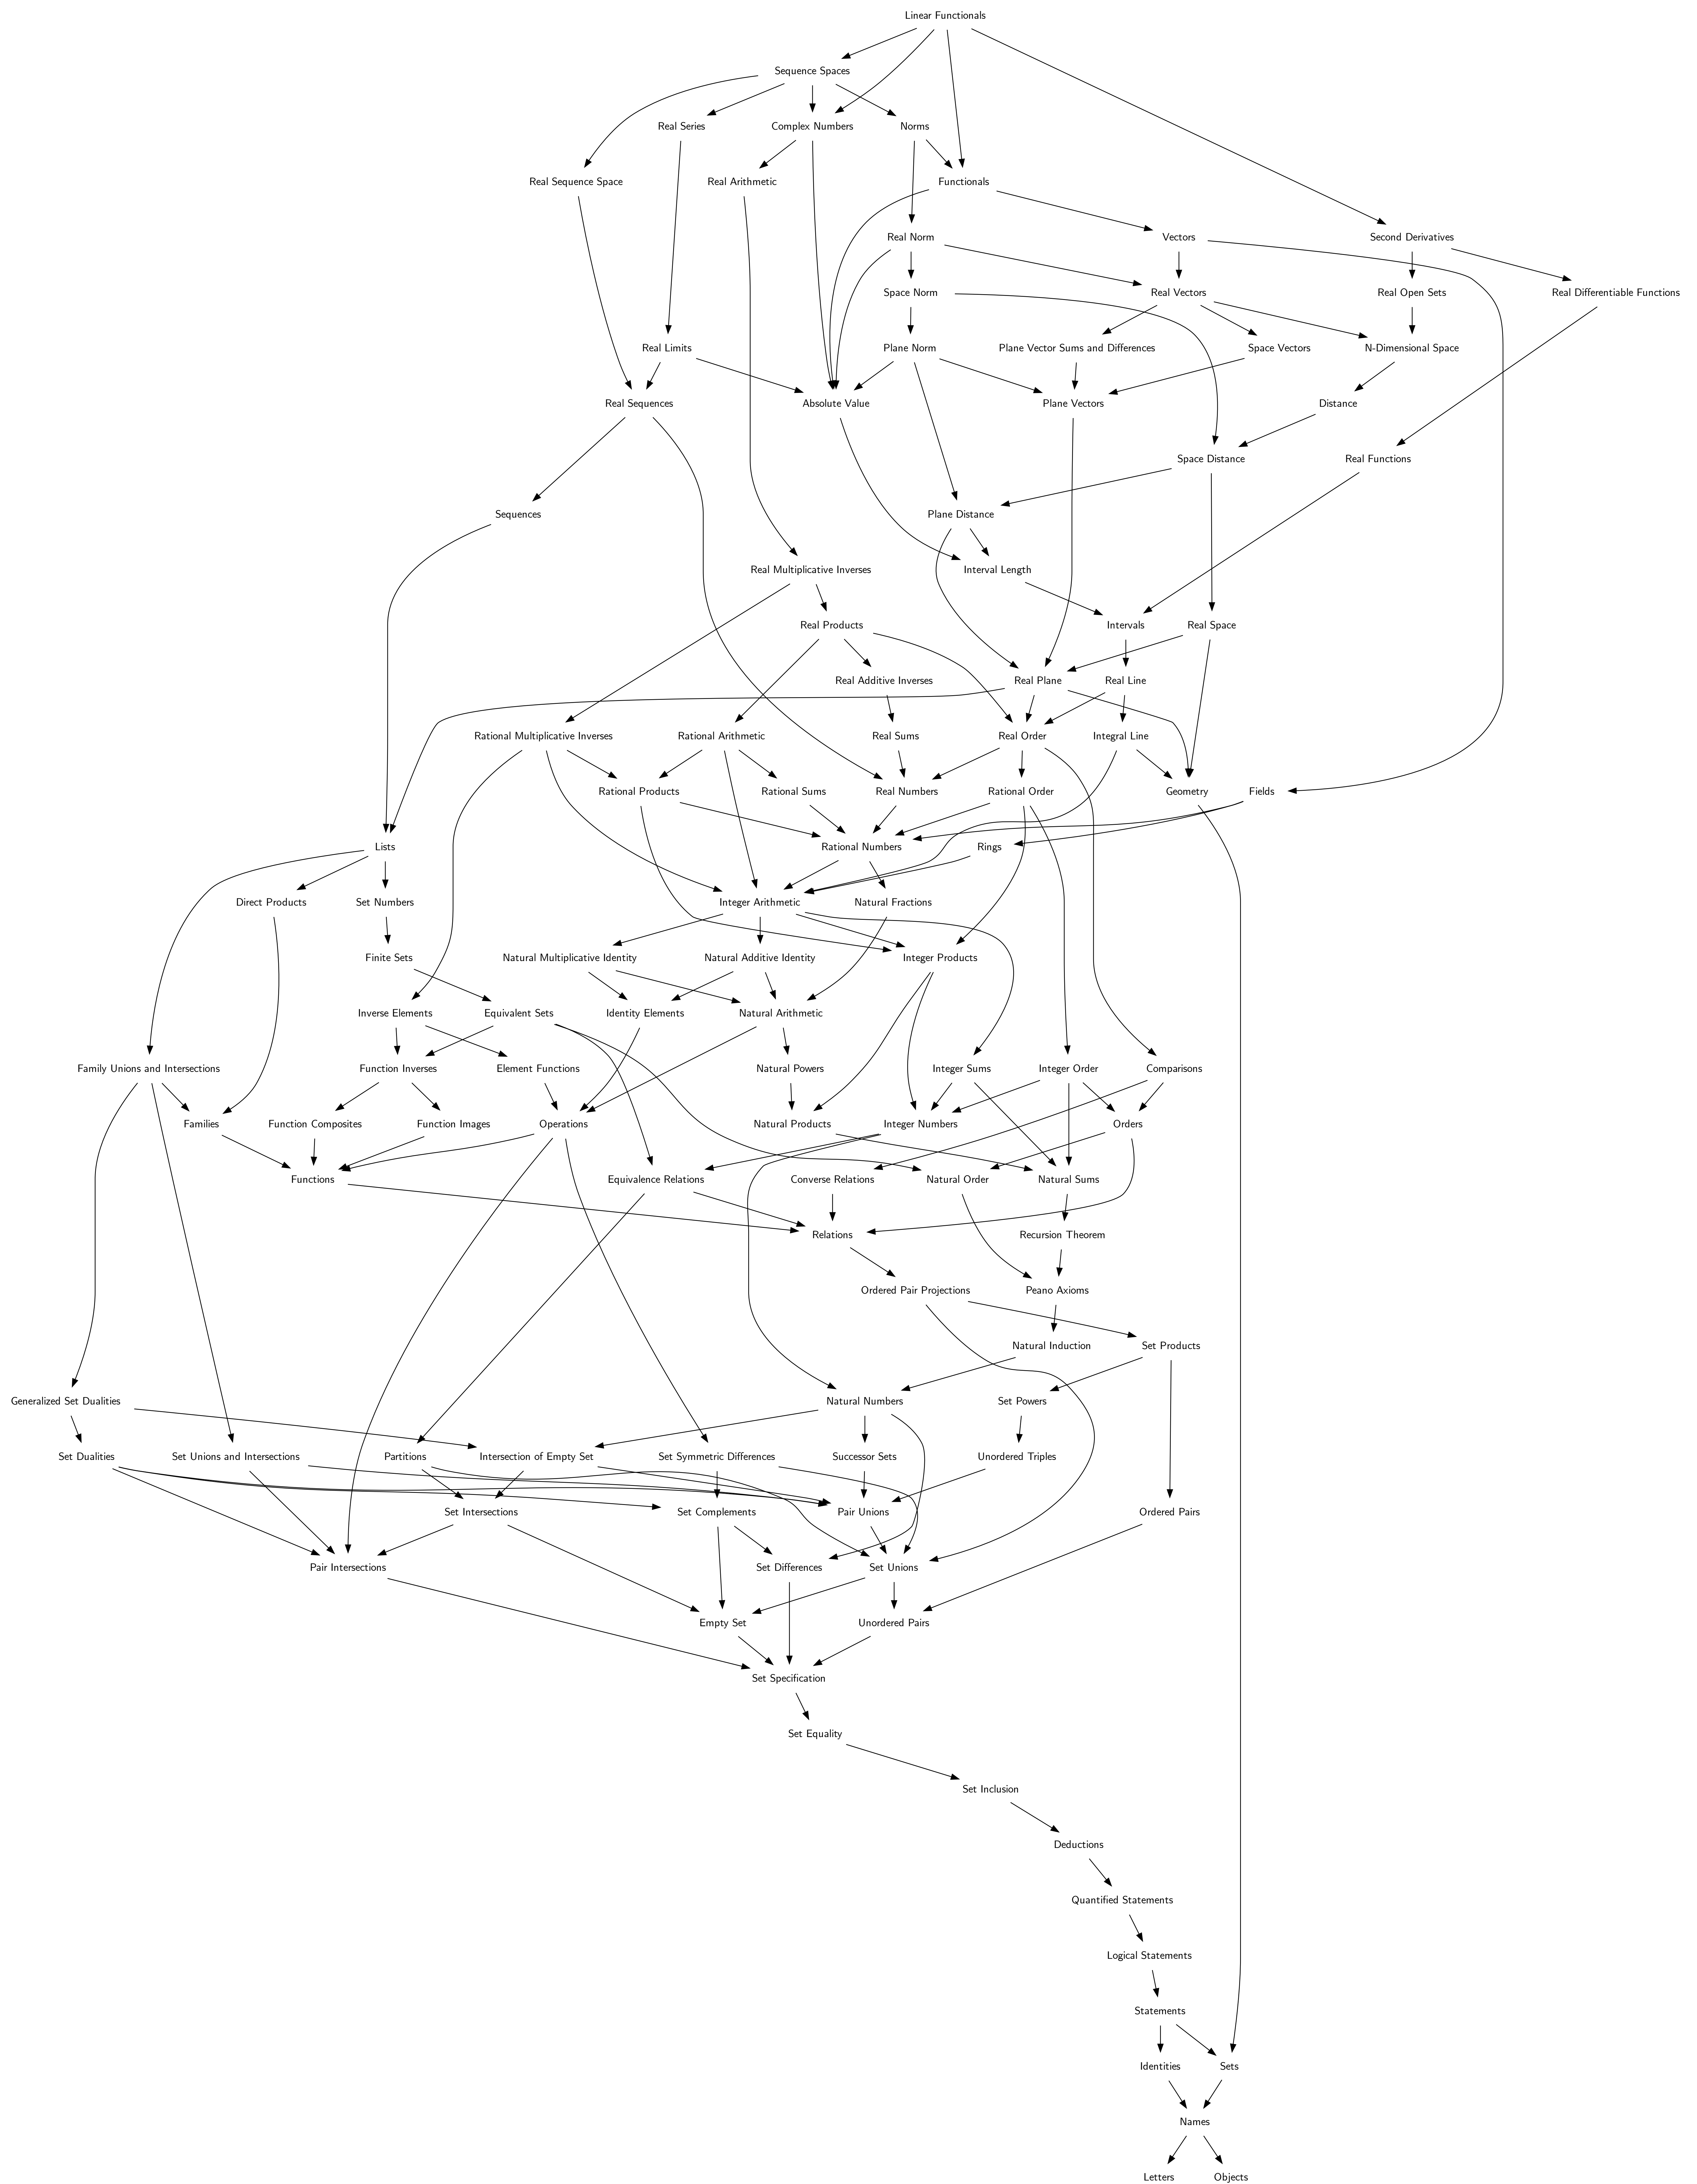 Linear Functionals
Sequence Spaces
Real Series
Complex Numbers
Norms
Real Sequence Space
Real Arithmetic
Functionals
Real Norm
Vectors
Second Derivatives
Space Norm
Real Vectors
Real Open Sets
Real Differentiable Functions
Real Limits
Plane Norm
Plane Vector Sums and Differences
Space Vectors
N-Dimensional Space
Real Sequences
Absolute Value
Plane Vectors
Distance
Space Distance
Real Functions
Sequences
Plane Distance
Real Multiplicative Inverses
Interval Length
Real Products
Intervals
Real Space
Real Additive Inverses
Real Plane
Real Line
Rational Multiplicative Inverses
Rational Arithmetic
Real Sums
Real Order
Integral Line
Rational Products
Rational Sums
Real Numbers
Rational Order
Geometry
Fields
Lists
Rational Numbers
Rings
Direct Products
Set Numbers
Integer Arithmetic
Natural Fractions
Finite Sets
Natural Multiplicative Identity
Natural Additive Identity
Integer Products
Inverse Elements
Equivalent Sets
Identity Elements
Natural Arithmetic
Family Unions and Intersections
Function Inverses
Element Functions
Natural Powers
Integer Sums
Integer Order
Comparisons
Families
Function Composites
Function Images
Operations
Natural Products
Integer Numbers
Orders
Functions
Equivalence Relations
Converse Relations
Natural Order
Natural Sums
Relations
Recursion Theorem
Ordered Pair Projections
Peano Axioms
Natural Induction
Set Products
Generalized Set Dualities
Natural Numbers
Set Powers
Set Dualities
Set Unions and Intersections
Partitions
Intersection of Empty Set
Set Symmetric Differences
Successor Sets
Unordered Triples
Set Intersections
Set Complements
Pair Unions
Ordered Pairs
Pair Intersections
Set Differences
Set Unions
Empty Set
Unordered Pairs
Set Specification
Set Equality
Set Inclusion
Deductions
Quantified Statements
Logical Statements
Statements
Identities
Sets
Names
Letters
Objects